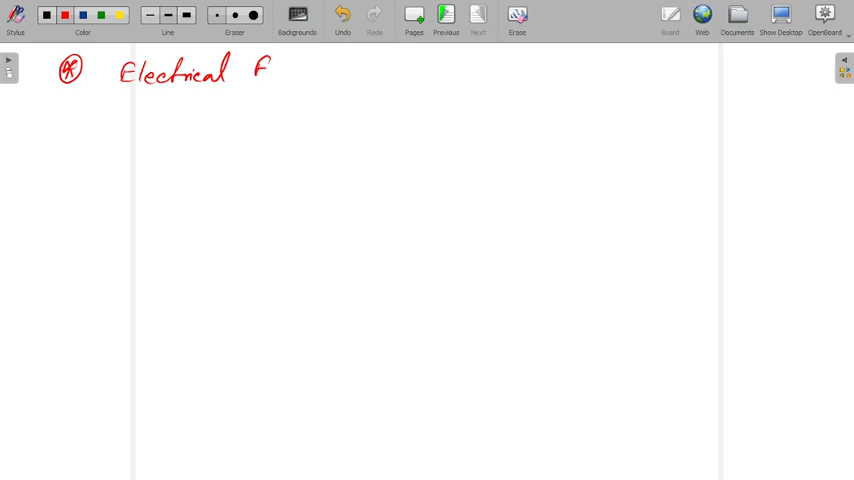 Stylus
Color
Line
Eraser
Backgrounds
Undo
Redo
Pages
Previous
Next
Erase
Board
Web
Documents
Show Desktop
OpenBoard
Electrical